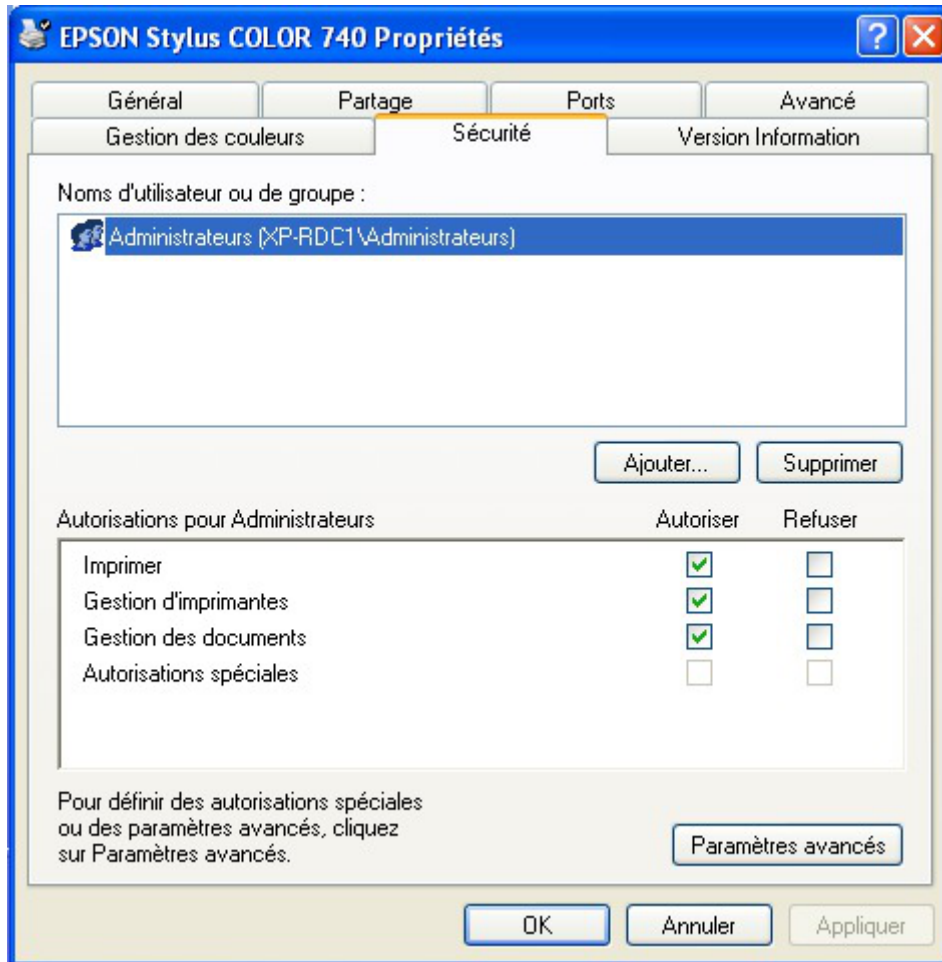 EPSON Stylus COLOR 740 Propriétés
Général Partage Ports Avancé
Gestion des couleurs Sécurité Version Information
Noms d'utilisateur ou de groupe :
Administrateurs (XP-RDC1\Administrateurs)
Ajouter... Supprimer
Autorisations pour Administrateurs Autoriser Refuser
Imprimer
Gestion d'imprimantes
Gestion des documents
Autorisations spéciales
Pour définir des autorisations spéciales
ou des paramètres avancés, cliquez
sur Paramètres avancés.
Paramètres avancés
OK Annuler Appliquer